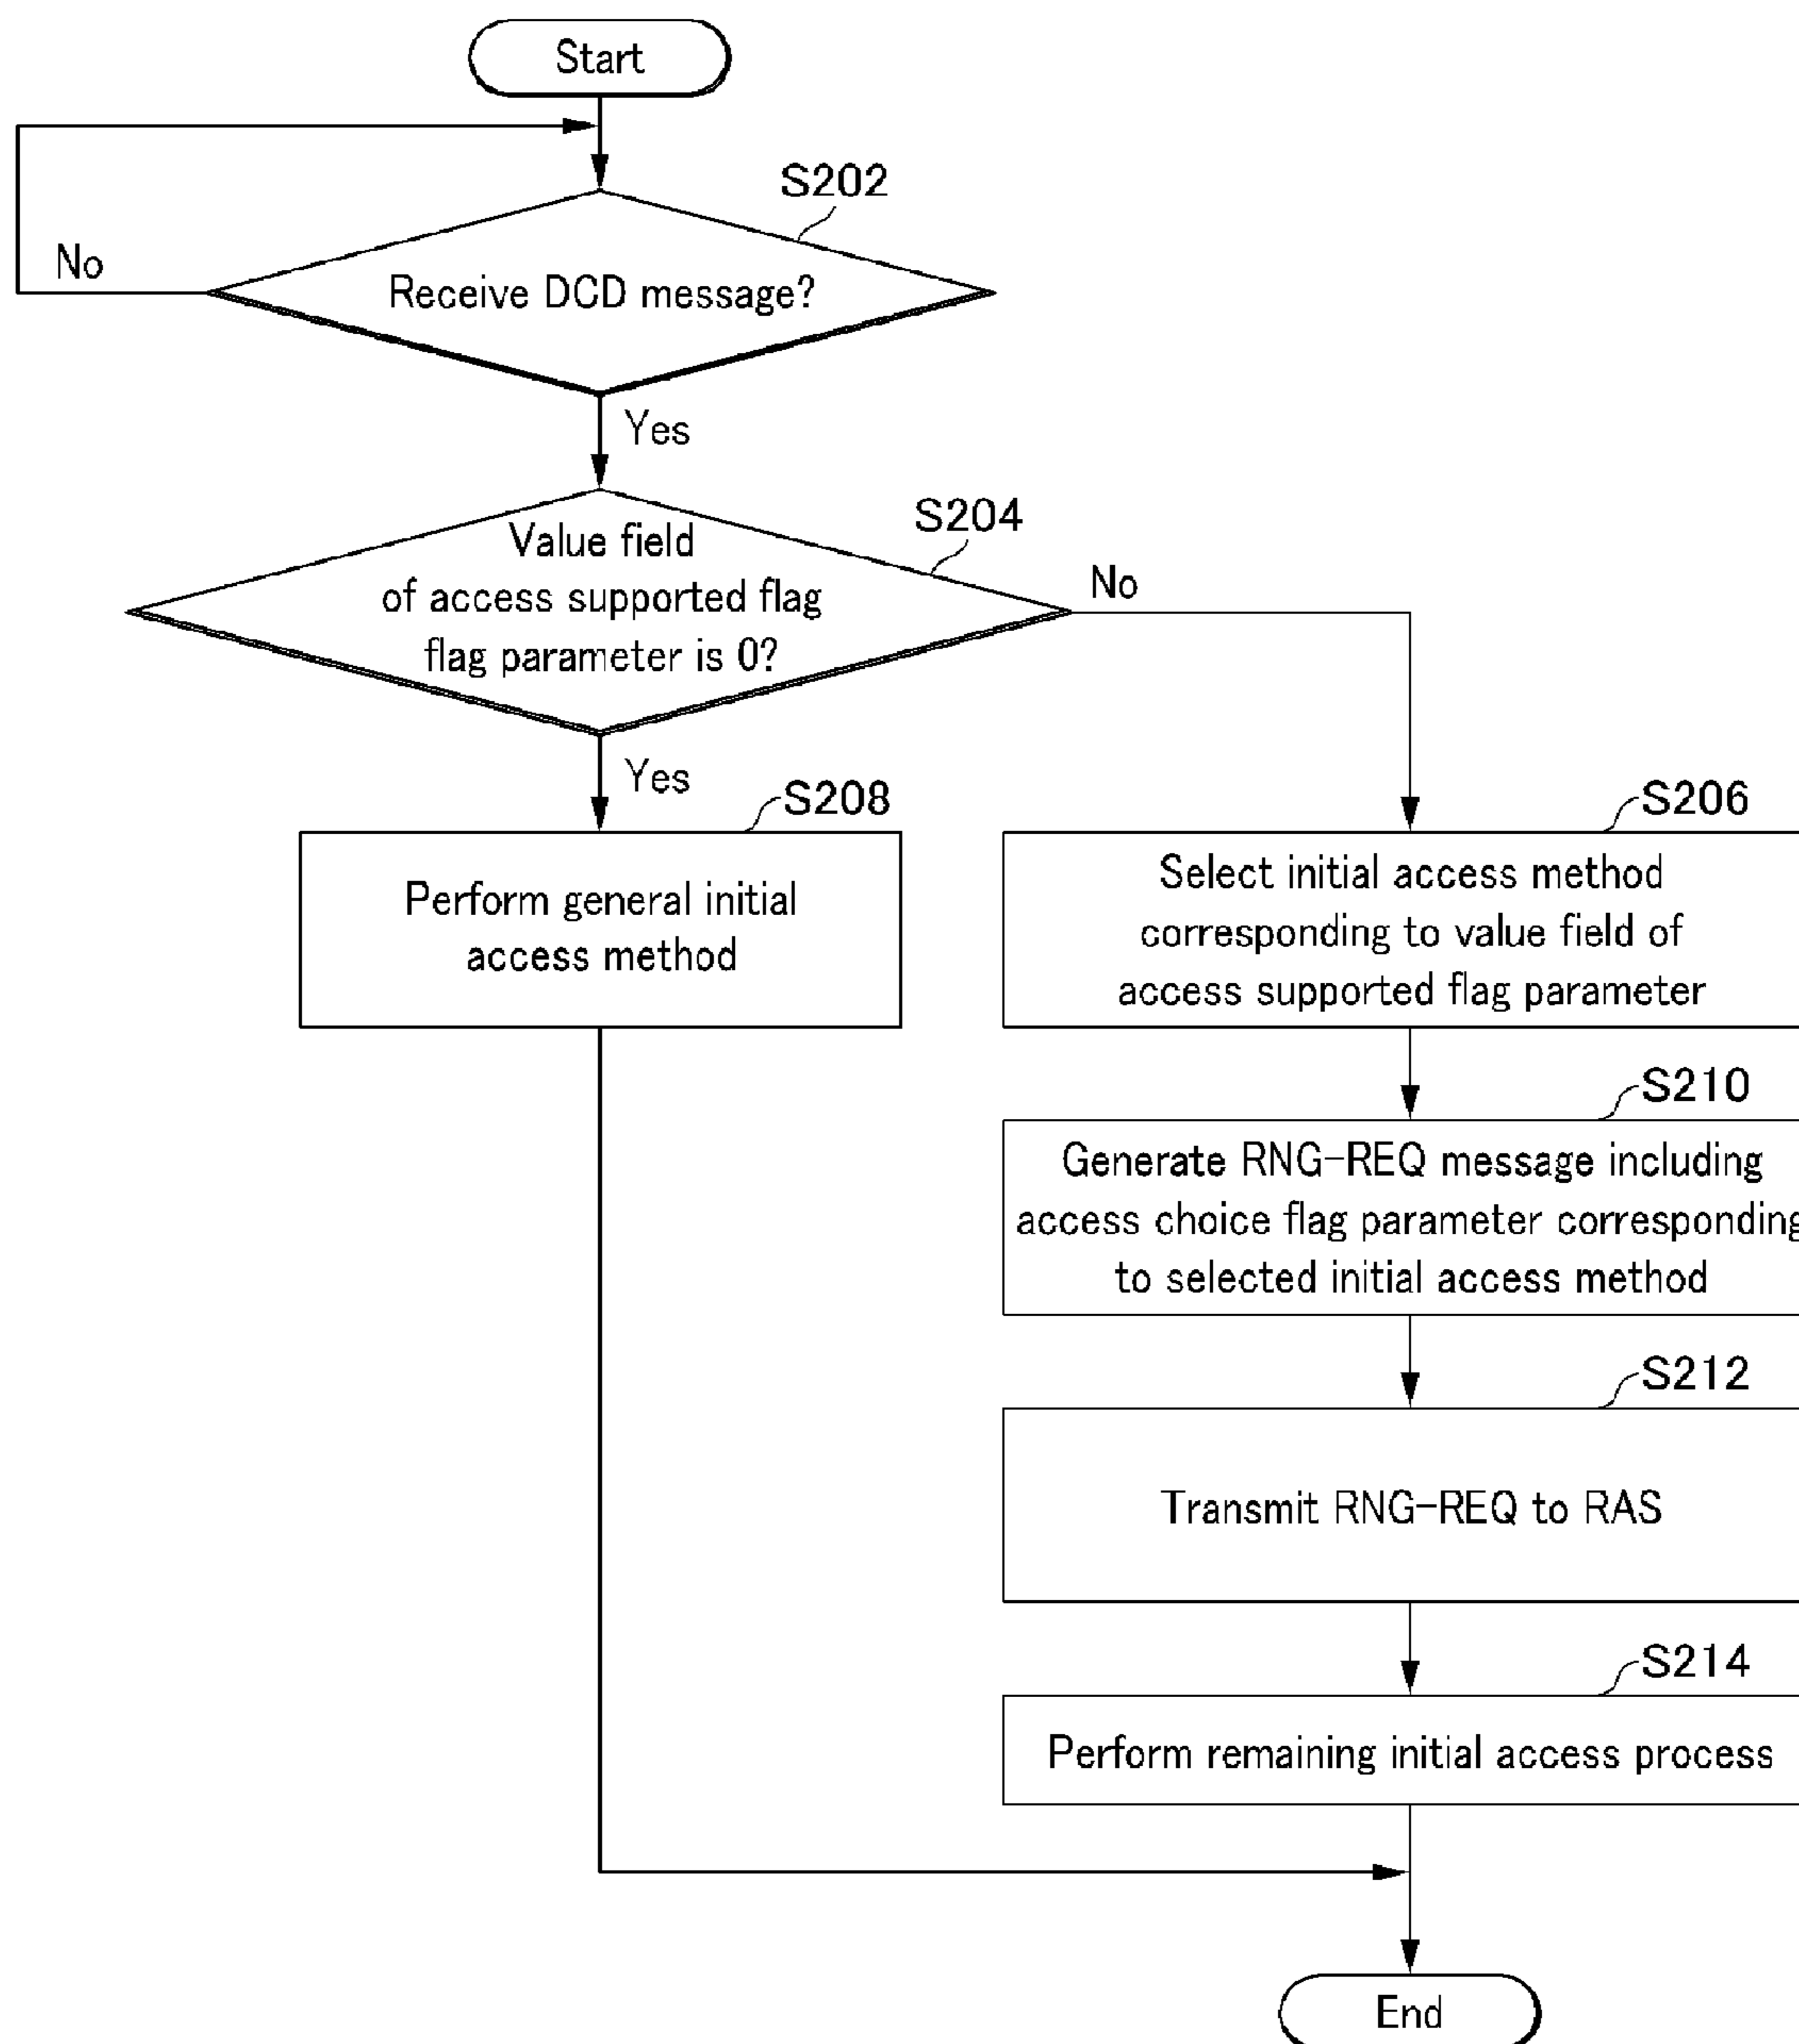 Start
S202
No
Receive DCD message?
Yes
S204
Value field
of access supported flag
flag parameter is 0?
No
Yes
S208
Perform general initial
access method
S206
Select initial access method
corresponding to value field of
access supported flag parameter
S210
Generate RNG-REQ message including
access choice flag parameter corresponding
to selected initial access method
S212
Transmit RNG-REQ to RAS
S214
Perform remaining initial access process
End